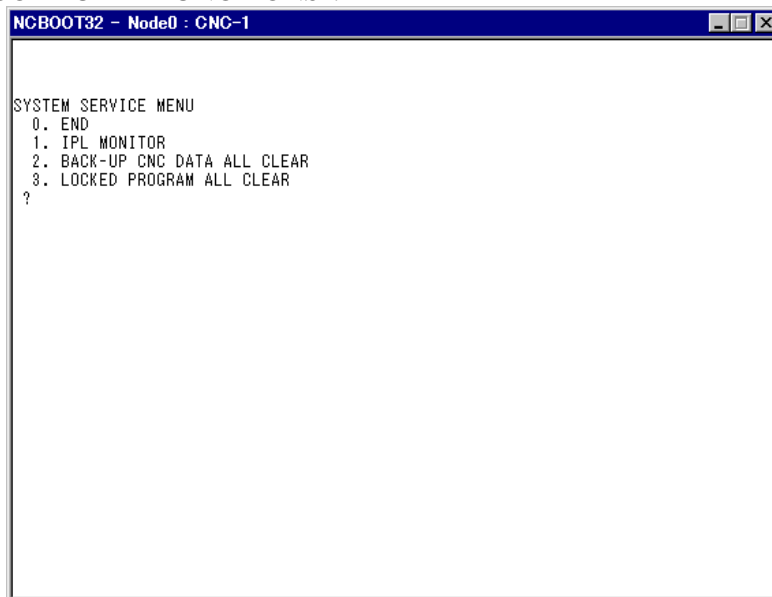 NCBOOT32 - Node0 : CNC-1
SYSTEM SERVICE MENU
0. END
1. IPL MONITOR
2. BACK-UP CNC DATA ALL CLEAR
3. LOCKED PROGRAM ALL CLEAR
?